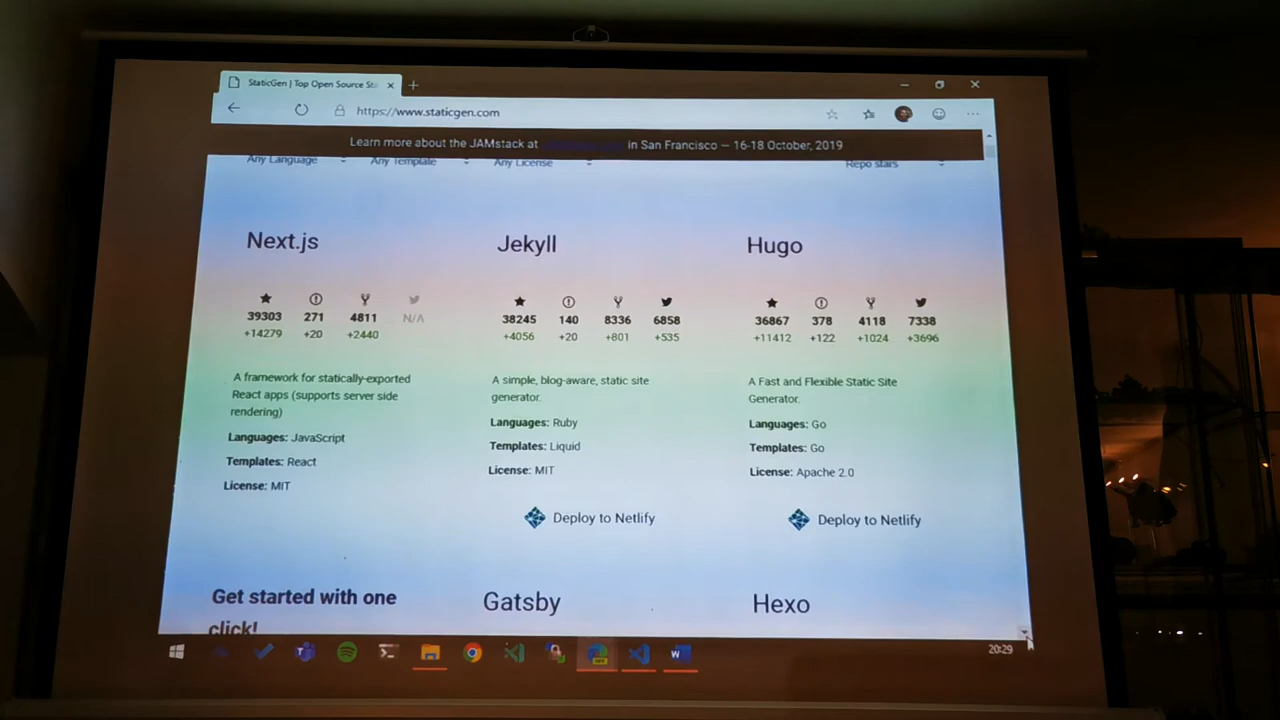 StaticGen | Top Open Source St
https://www.staticgen.com
Learn more about the JAMstack at in San Francisco — 16-18 October, 2019
Any Language Any Template Any License Repo stars
Next.js
39303 271 4811 N/A
+14279 +20 +2440
A framework for statically-exported
React apps (supports server side
rendering)
Languages: JavaScript
Templates: React
License: MIT
Jekyll
38245 140 8336 6858
+4056 +20 +801 +535
A simple, blog-aware, static site
generator.
Languages: Ruby
Templates: Liquid
License: MIT
Deploy to Netlify
Hugo
36867 378 4118 7338
+11412 +122 +1024 +3696
A Fast and Flexible Static Site
Generator.
Languages: Go
Templates: Go
License: Apache 2.0
Deploy to Netlify
Get started with one
click!
Gatsby
Hexo
20:29